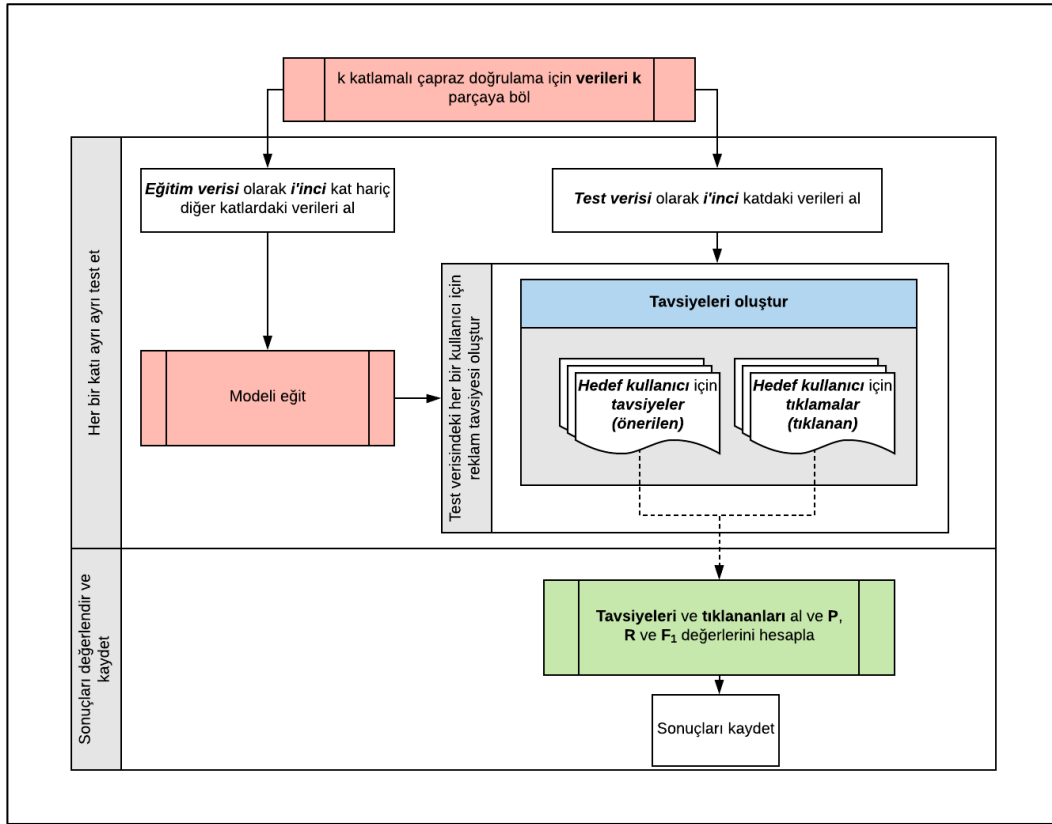 k katlamalı çapraz doğrulama için verileri k
parçaya böl
Her bir katı ayrı ayrı test et
Eğitim verisi olarak i'inci kat hariç
diğer katlardaki verileri al
Test verisi olarak i'inci katdaki verileri al
Modeli eğit
Test verisindeki her bir kullanıcı için
reklam tavsiyesi oluştur
Tavsiyeleri oluştur
Hedef kullanıcı için
tavsiyeler
(önerilen)
Hedef kullanıcı için
tıklamalar
(tıklanan)
Sonuçları değerlendir ve
kaydet
Tavsiyeleri ve tıklananları al ve P,
R ve F₁ değerlerini hesapla
Sonuçları kaydet